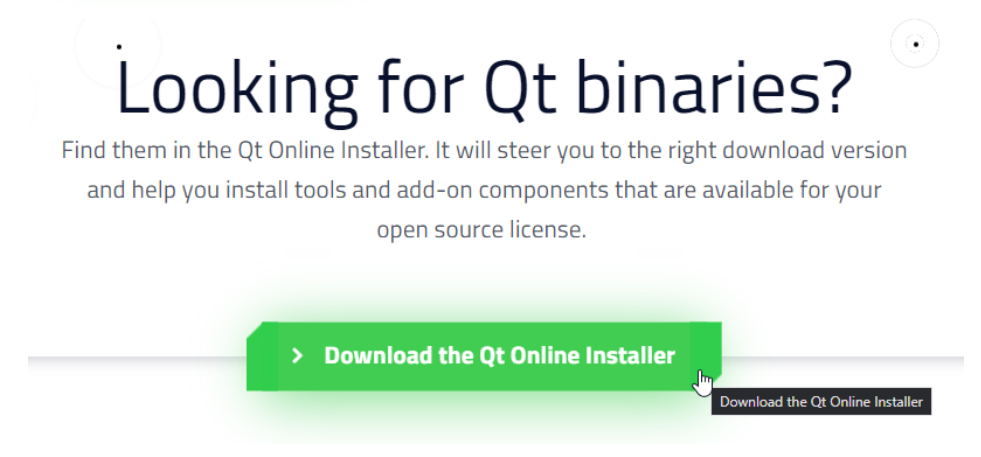 Looking for Qt binaries?
Find them in the Qt Online Installer. It will steer you to the right download version
and help you install tools and add-on components that are available for your
open source license.
Download the Qt Online Installer
Download the Qt Online Installer